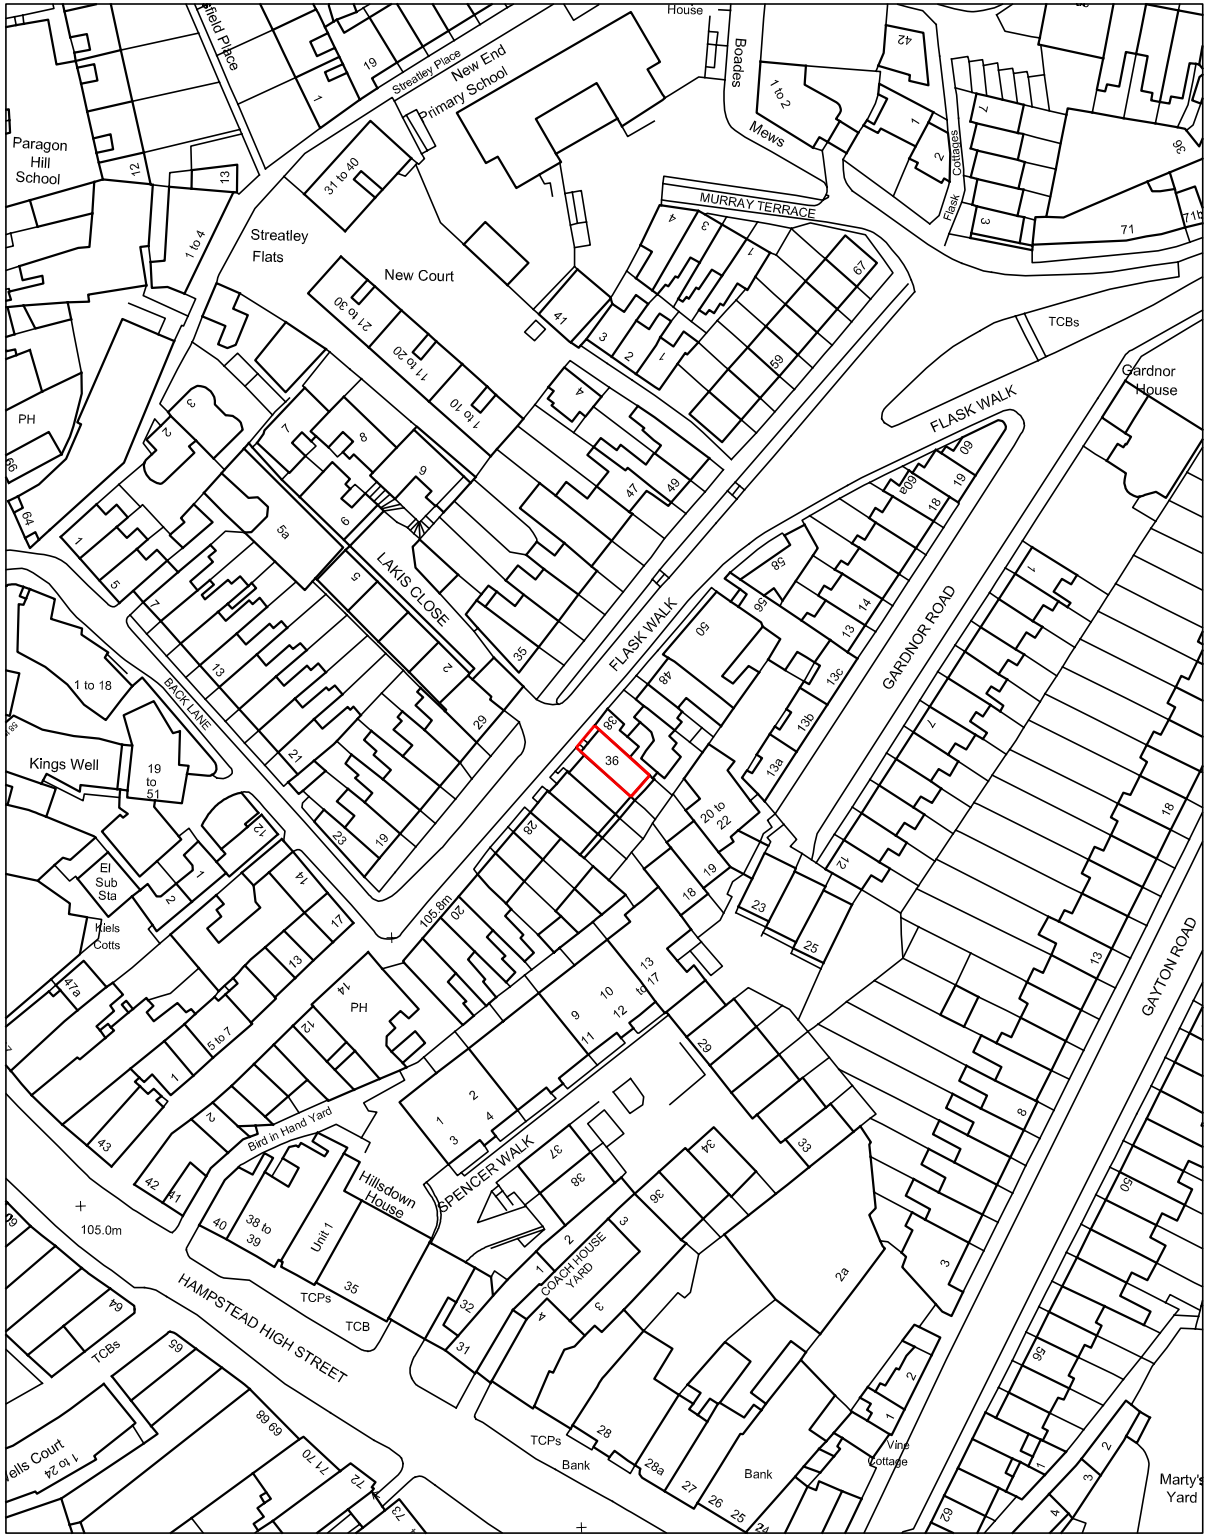 House
Boades
Mews
42
19
1
Streatley Place
New End
Primary School
1 to 2
1
2
7
Cottages
Flask
3
36
71
71b
Paragon
Hill
School
12
13
1 to 4
31 to 40
Streatley
Flats
New Court
MURRAY TERRACE
4
3
1
67
21 to 30
11 to 20
1 to 10
41
3
2
1
59
TCBs
Gardnor
House
FLASK WALK
PH
66
64
3
2
7
8
9
6
4
47
49
60
60a
19
18
5a
1
5
7
5
LAKIS CLOSE
2
58
56
50
14
13
13c
13b
13a
1
GARDNOR ROAD
FLASK WALK
35
13
1 to 18
BACK LANE
48
38
36
29
21
7
Kings Well
19
to
51
12
23
19
28
20 to
22
18
El
Sub
Sta
1
2
14
17
105.8m
20
19
18
12
23
25
Kiels
Cotts
47a
13
14
PH
13
to 17
10
12
9
11
13
GAYTON ROAD
7
5 to 7
1
12
2
1
2
3
4
29
8
43
Bird in Hand Yard
SPENCER WALK
37
38
34
33
42
41
Hillsdown
House
36
50
105.0m
40
38 to
39
Unit 1
35
3
2
1
COACH HOUSE
YARD
3
4
2a
3
TCPs
TCB
32
31
HAMPSTEAD HIGH STREET
64
TCBs
65
56
2
1
Vine
Cottage
28
TCPs
Bank
28a
27
26
25
24
Bank
68
69
70
71
72
73
Wells Court
1 to 24
62
1
2
3
4
Marty's
Yard